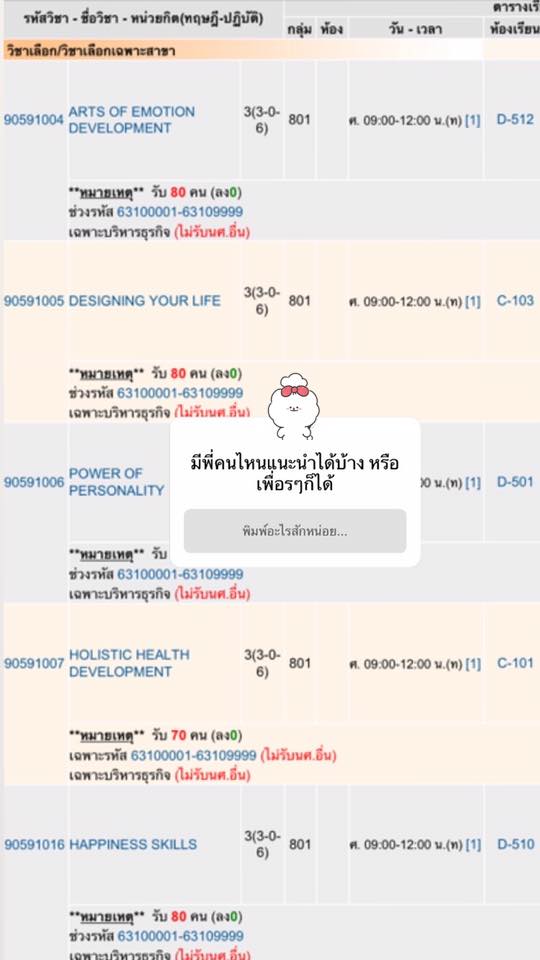 รหัสวิชา - ชื่อวิชา - หน่วยกิต(ทฤษฎี-ปฏิบัติ)
ตารางเรี
กลุ่ม ห้อง วัน - เวลา ห้องเรียน
วิชาเลือก/วิชาเลือกเฉพาะสาขา
90591004 ARTS OF EMOTION DEVELOPMENT 3(3-0-6) 801 ศ. 09:00-12:00 น.(ท) [1] D-512
**หมายเหตุ** รับ 80 คน (ลง0)
ช่วงรหัส 63100001-63109999
เฉพาะบริหารธุรกิจ (ไม่รับนศ.อื่น)
90591005 DESIGNING YOUR LIFE 3(3-0-6) 801 ศ. 09:00-12:00 น.(ท) [1] C-103
**หมายเหตุ** รับ 80 คน (ลง0)
ช่วงรหัส 63100001-63109999
เฉพาะบริหารธุรกิจ (ไม่รับนศ.อื่น)
มีพี่คนไหนแนะนำได้บ้าง หรือ
เพื่อรๆก็ได้
พิมพ์อะไรสักหน่อย...
90591006 POWER OF PERSONALITY 00 น.(ท) [1] D-501
**หมายเหตุ** รับ
ช่วงรหัส 63100001-63109999
เฉพาะบริหารธุรกิจ (ไม่รับนศ.อื่น)
90591007 HOLISTIC HEALTH DEVELOPMENT 3(3-0-6) 801 ศ. 09:00-12:00 น.(ท) [1] C-101
**หมายเหตุ** รับ 70 คน (ลง0)
เฉพาะรหัส 63100001-63109999 (ไม่รับนศ.อื่น)
เฉพาะบริหารธุรกิจ (ไม่รับนศ.อื่น)
90591016 HAPPINESS SKILLS 3(3-0-6) 801 ศ. 09:00-12:00 น.(ท) [1] D-510
**หมายเหตุ** รับ 80 คน (ลง0)
ช่วงรหัส 63100001-63109999
เฉพาะบริหารธุรกิจ (ไม่รับนศ.อื่น)